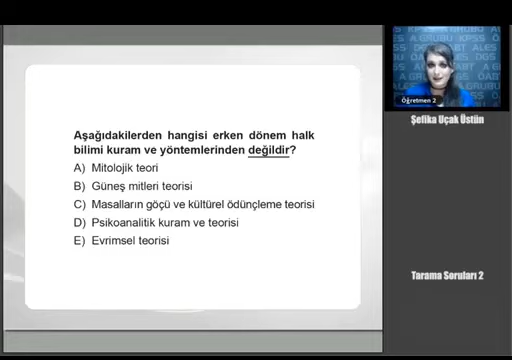 Aşağıdakilerden hangisi erken dönem halk
bilimi kuram ve yöntemlerinden değildir?
A) Mitolojik teori
B) Güneş mitleri teorisi
C) Masalların göçü ve kültürel ödünçleme teorisi
D) Psikoanalitik kuram ve teorisi
E) Evrimsel teorisi
Öğretmen 2
Şefika Uçak Üstün
Tarama Soruları 2